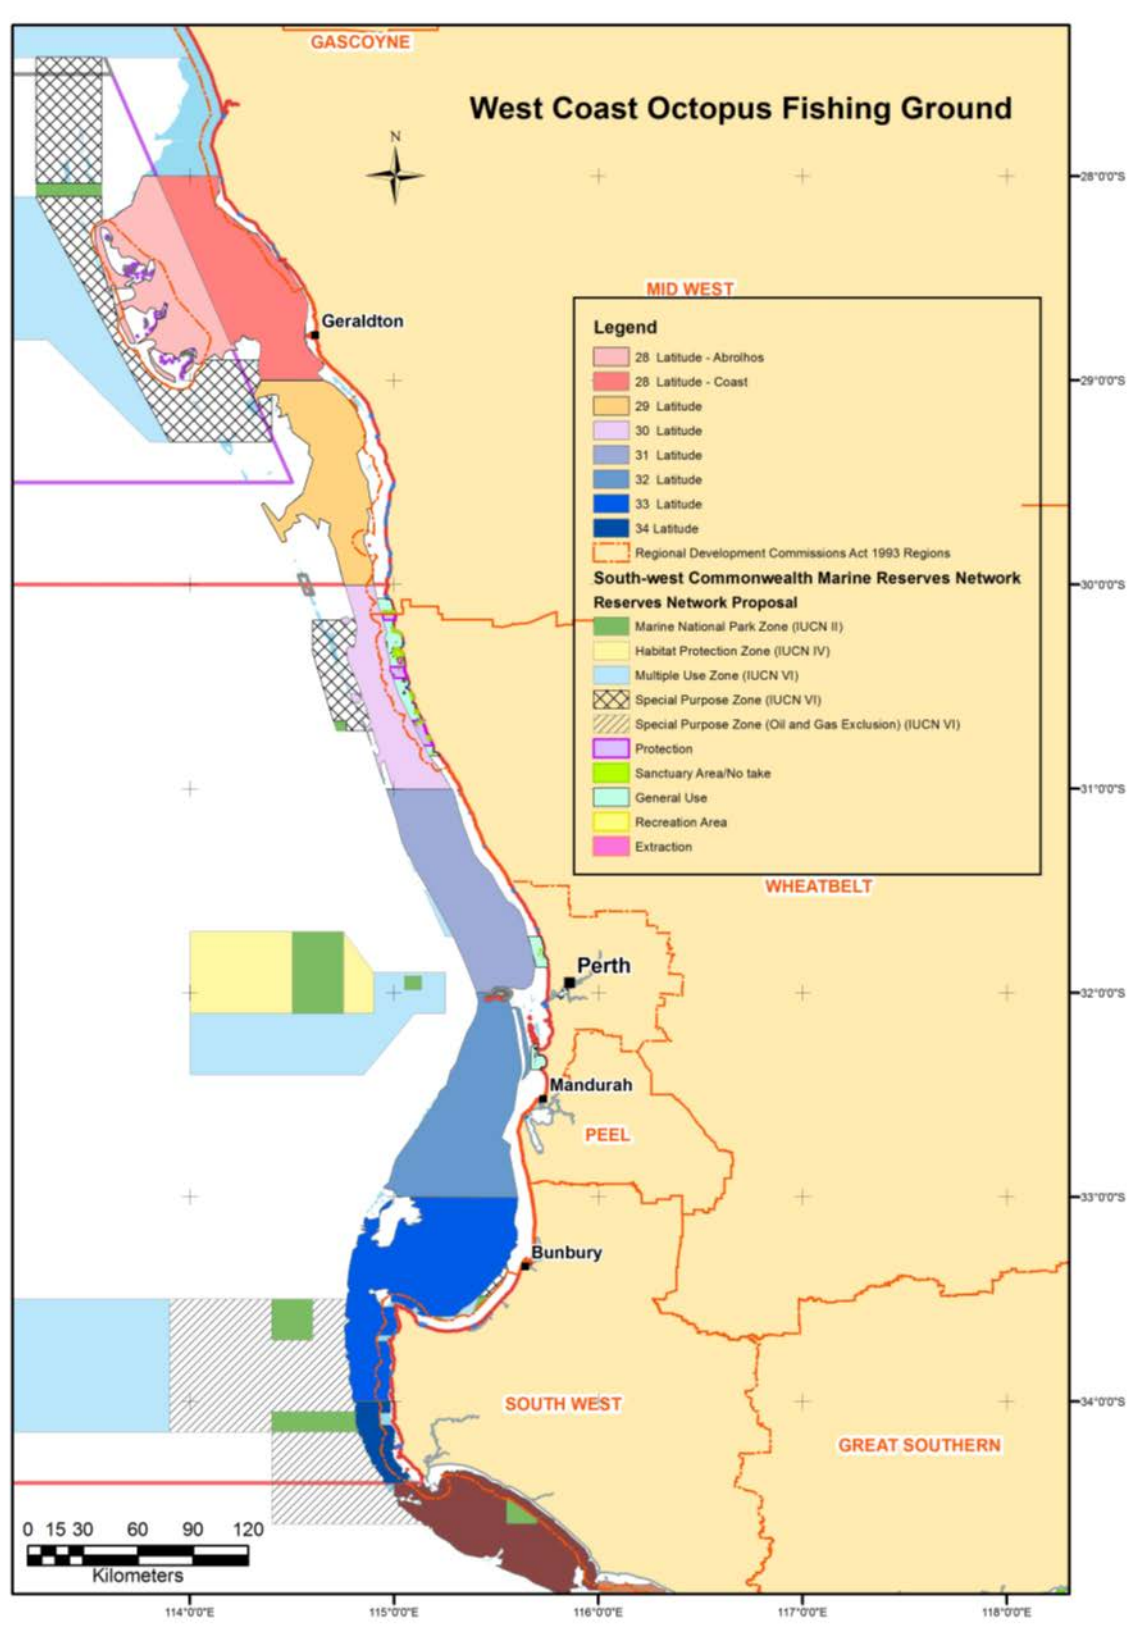 GASCOYNE
West Coast Octopus Fishing Ground
N
28°0'0"S
MID WEST
Geraldton
Legend
28 Latitude - Abrolhos
28 Latitude - Coast
29°0'0"S
29 Latitude
30 Latitude
31 Latitude
32 Latitude
33 Latitude
34 Latitude
Regional Development Commissions Act 1993 Regions
South-west Commonwealth Marine Reserves Network
30°0'0"S
Reserves Network Proposal
Marine National Park Zone (IUCN II)
Habitat Protection Zone (IUCN IV)
Multiple Use Zone (IUCN VI)
Special Purpose Zone (IUCN VI)
Special Purpose Zone (Oil and Gas Exclusion) (IUCN VI)
Protection
Sanctuary Area/No take
General Use
31°0'0"S
Recreation Area
Extraction
WHEATBELT
Perth
32°0'0"S
Mandurah
PEEL
33°0'0"S
Bunbury
SOUTH WEST
34°0'0"S
GREAT SOUTHERN
0 15 30 60 90 120
Kilometers
114°0'0"E 115°0'0"E 116°0'0"E 117°0'0"E 118°0'0"E